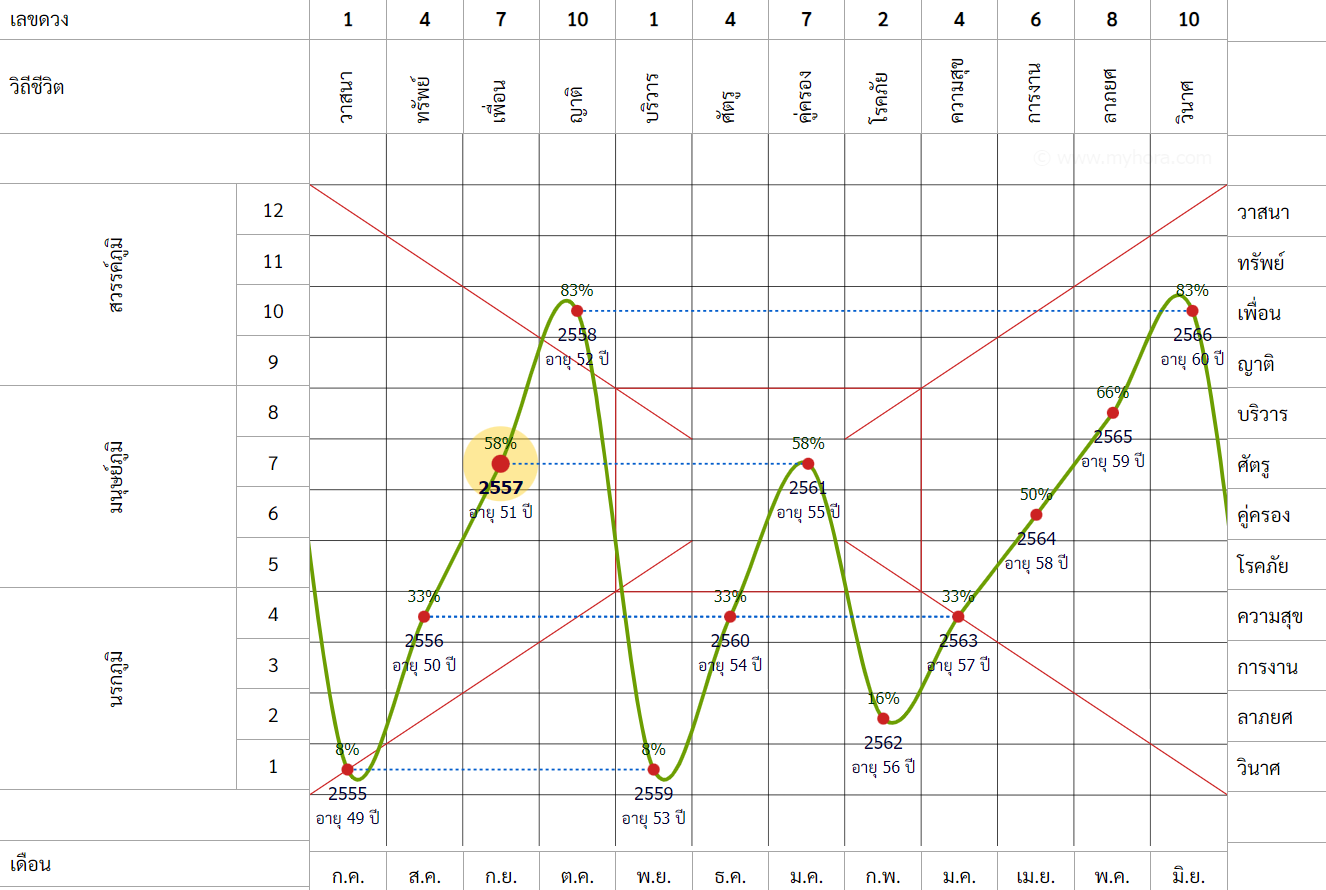 เลขดวง 1 4 7 10 1 4 7 2 4 6 8 10
วิถีชีวิต วาสนา ทรัพย์ เพื่อน ญาติ บริวาร ศัตรู คู่ครอง โรคภัย ความสุข การงาน ลาภยศ วินาศ
© www.myhora.com
สวรรค์ภูมิ
มนุษย์ภูมิ
นรกภูมิ
12 วาสนา
11 ทรัพย์
83% 83%
10 เพื่อน
2558 2566
9 อายุ 52 ปี อายุ 60 ปี ญาติ
66%
8 บริวาร
58% 58% 2565
7 อายุ 59 ปี ศัตรู
2557 2561 50%
6 อายุ 51 ปี อายุ 55 ปี คู่ครอง
2564
5 อายุ 58 ปี โรคภัย
33% 33% 33%
4 ความสุข
2556 2560 2563
3 อายุ 50 ปี อายุ 54 ปี อายุ 57 ปี การงาน
16%
2 ลาภยศ
8% 8% 2562
1 อายุ 56 ปี วินาศ
2555 2559
อายุ 49 ปี อายุ 53 ปี
เดือน ก.ค. ส.ค. ก.ย. ต.ค. พ.ย. ธ.ค. ม.ค. ก.พ. ม.ค. เม.ย. พ.ค. มิ.ย.